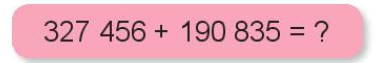 327 456 + 190 835 = ?